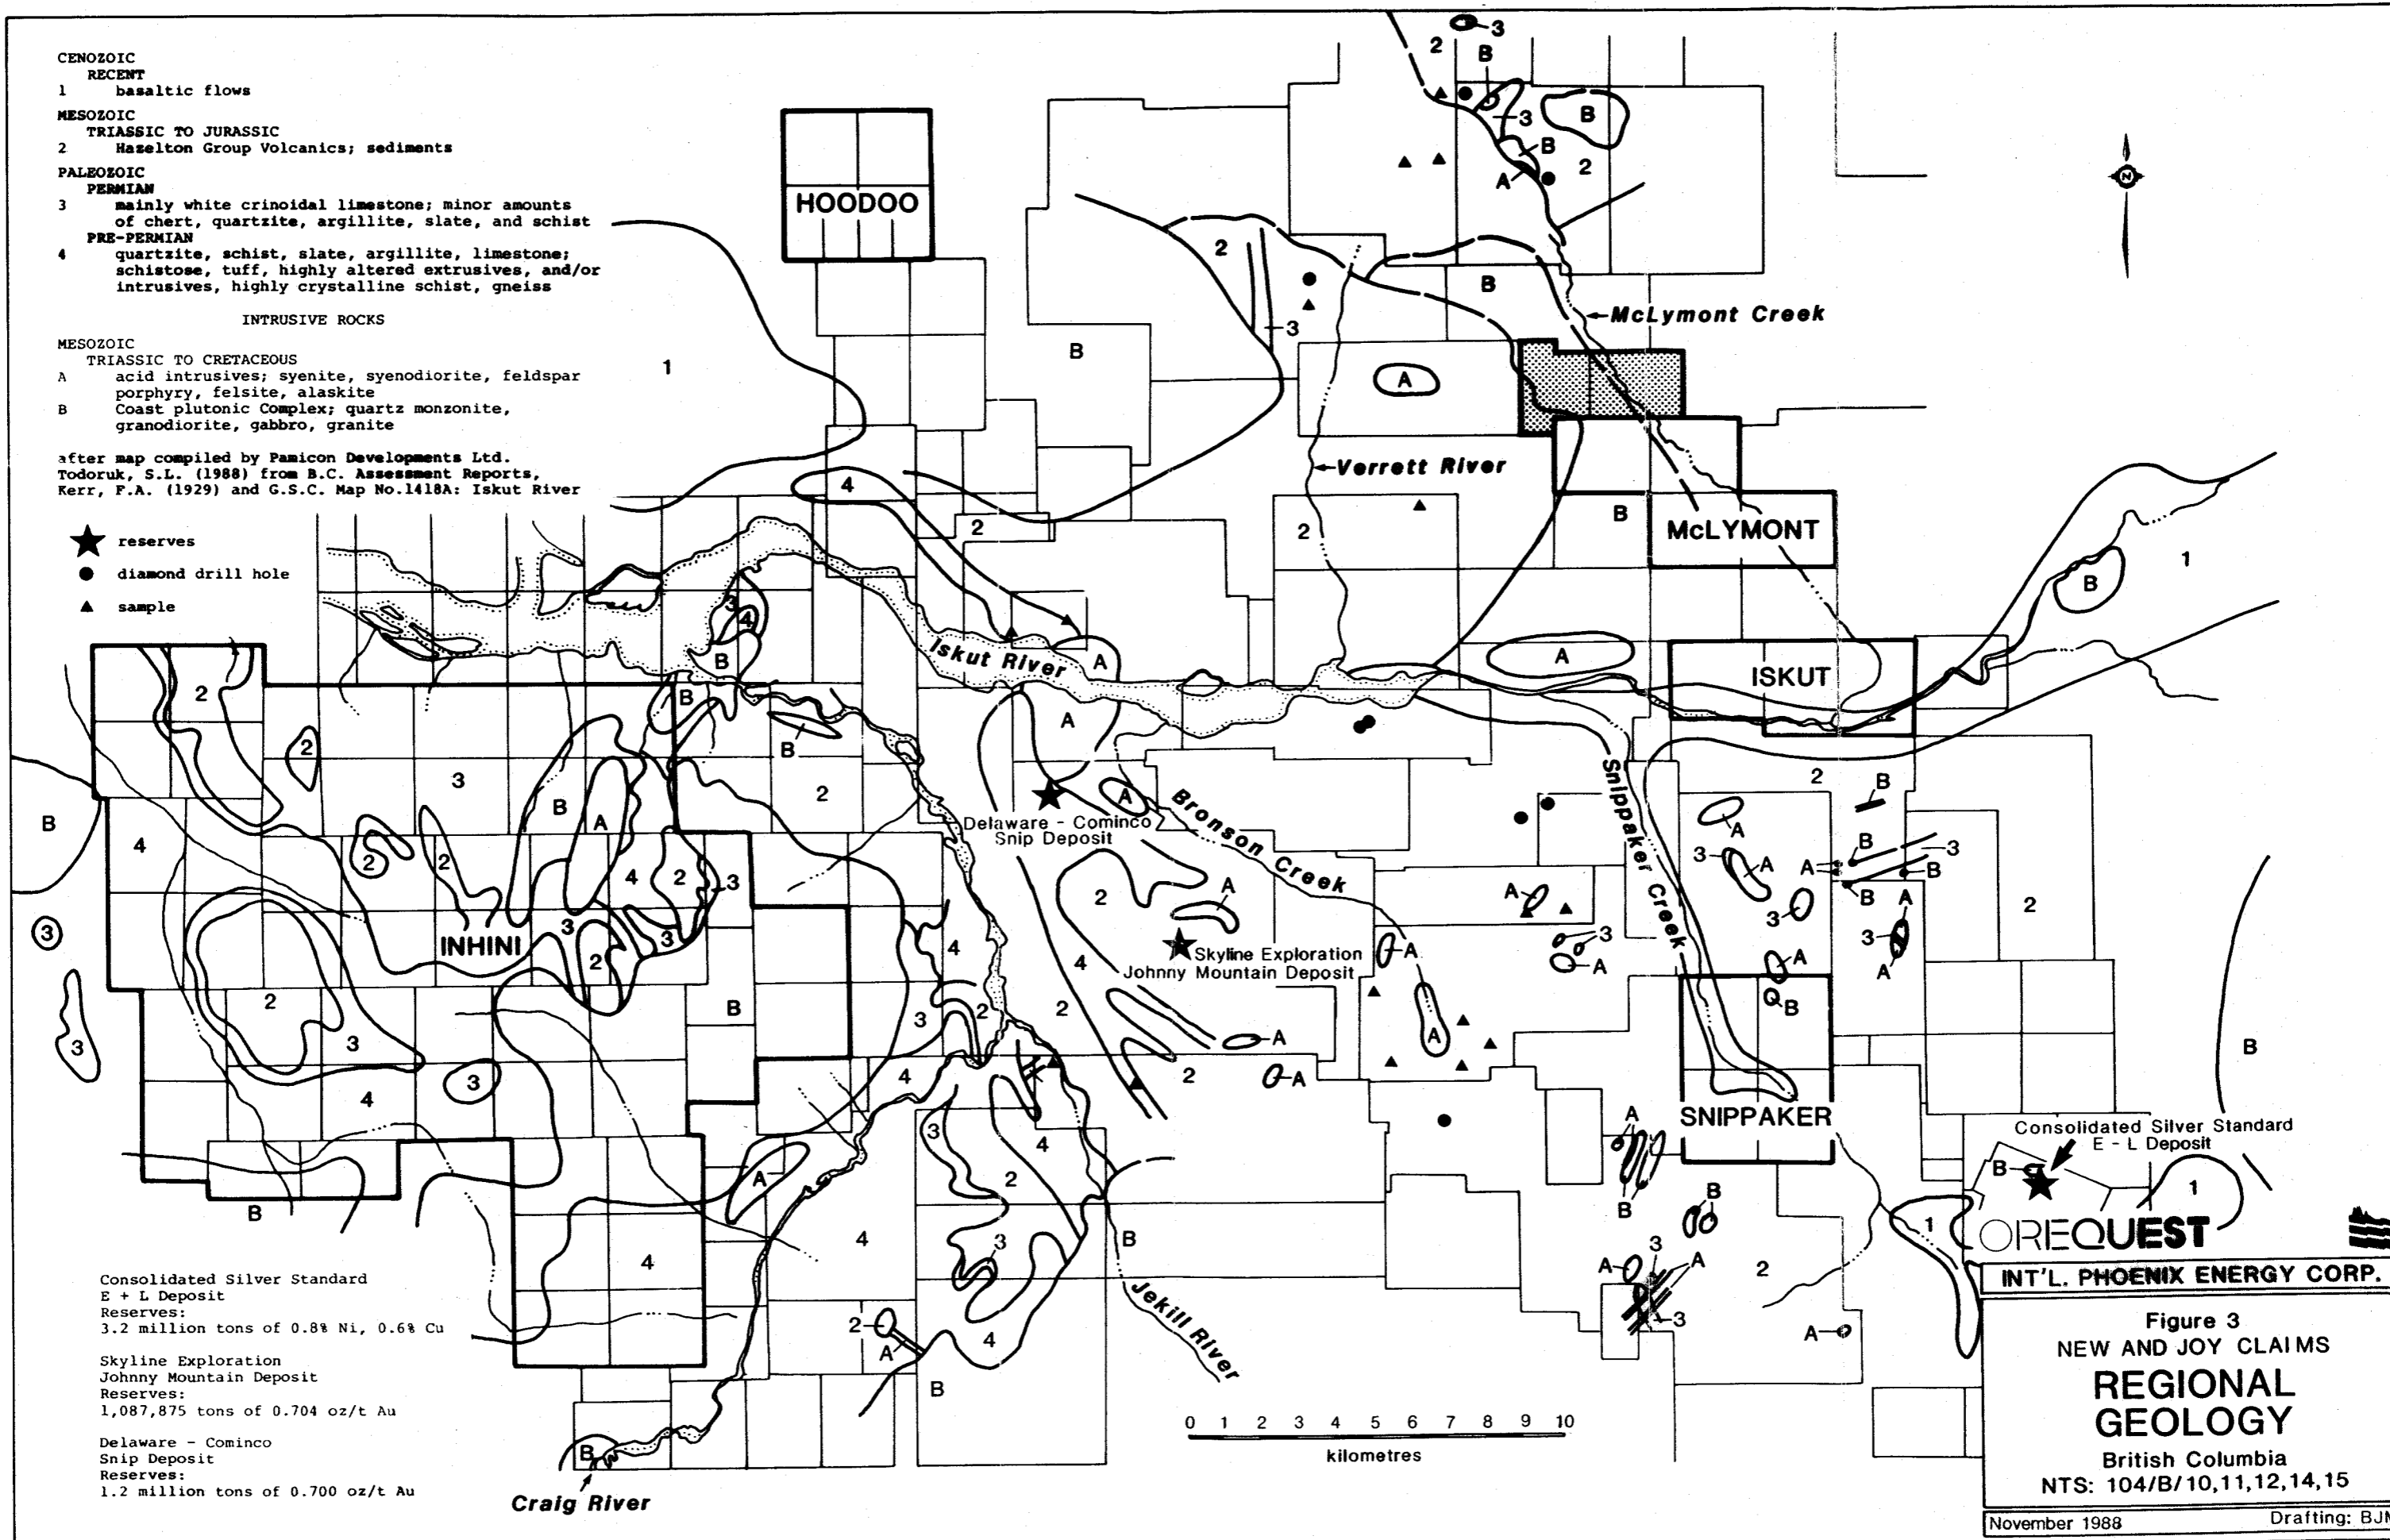 CENOZOIC
RECENT
1 basaltic flows
MESOZOIC
TRIASSIC TO JURASSIC
2 Hazelton Group Volcanics; sediments
PALEOZOIC
PERMIAN
3 mainly white crinoidal limestone; minor amounts
of chert, quartzite, argillite, slate, and schist
PRE-PERMIAN
4 quartzite, schist, slate, argillite, limestone;
schistose, tuff, highly altered extrusives, and/or
intrusives, highly crystalline schist, gneiss
INTRUSIVE ROCKS
MESOZOIC
TRIASSIC TO CRETACEOUS
A acid intrusives; syenite, syenodiorite, feldspar
porphyry, felsite, alaskite
B Coast plutonic Complex; quartz monzonite,
granodiorite, gabbro, granite
after map compiled by Pamicon Developments Ltd.
Todoruk, S.L. (1988) from B.C. Assessment Reports,
Kerr, F.A. (1929) and G.S.C. Map No.1418A: Iskut River
reserves
diamond drill hole
sample
HOODOO
N
McLymont Creek
Verrett River
McLYMONT
Iskut River
ISKUT
Delaware - Cominco
Snip Deposit
Bronson Creek
Snippaker Creek
INHINI
Skyline Exploration
Johnny Mountain Deposit
SNIPPAKER
Consolidated Silver Standard
E - L Deposit
Jekill River
Craig River
Consolidated Silver Standard
E + L Deposit
Reserves:
3.2 million tons of 0.8% Ni, 0.6% Cu
Skyline Exploration
Johnny Mountain Deposit
Reserves:
1,087,875 tons of 0.704 oz/t Au
Delaware - Cominco
Snip Deposit
Reserves:
1.2 million tons of 0.700 oz/t Au
0 1 2 3 4 5 6 7 8 9 10
kilometres
OREQUEST
INT'L. PHOENIX ENERGY CORP.
Figure 3
NEW AND JOY CLAIMS
REGIONAL
GEOLOGY
British Columbia
NTS: 104/B/10,11,12,14,15
November 1988 Drafting: BJM